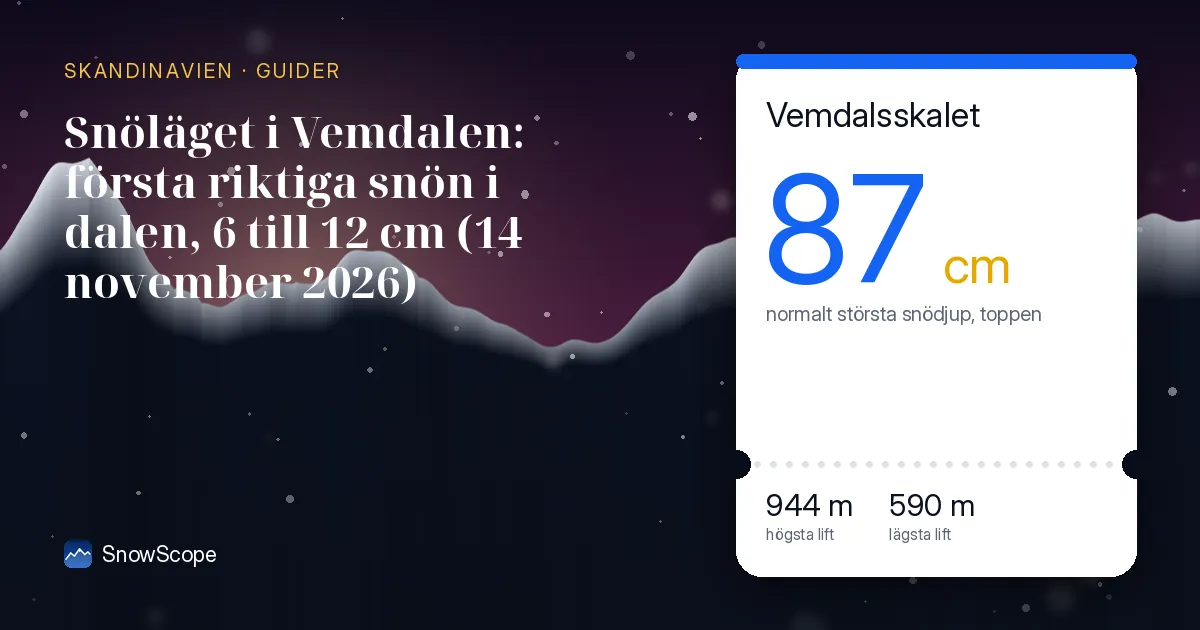 SKANDINAVIEN · GUIDER
Snöläget i Vemdalen:
första riktiga snön i
dalen, 6 till 12 cm (14
november 2026)
SnowScope
Vemdalsskalet
87 cm
normalt största snödjup, toppen
944 m
högsta lift
590 m
lägsta lift